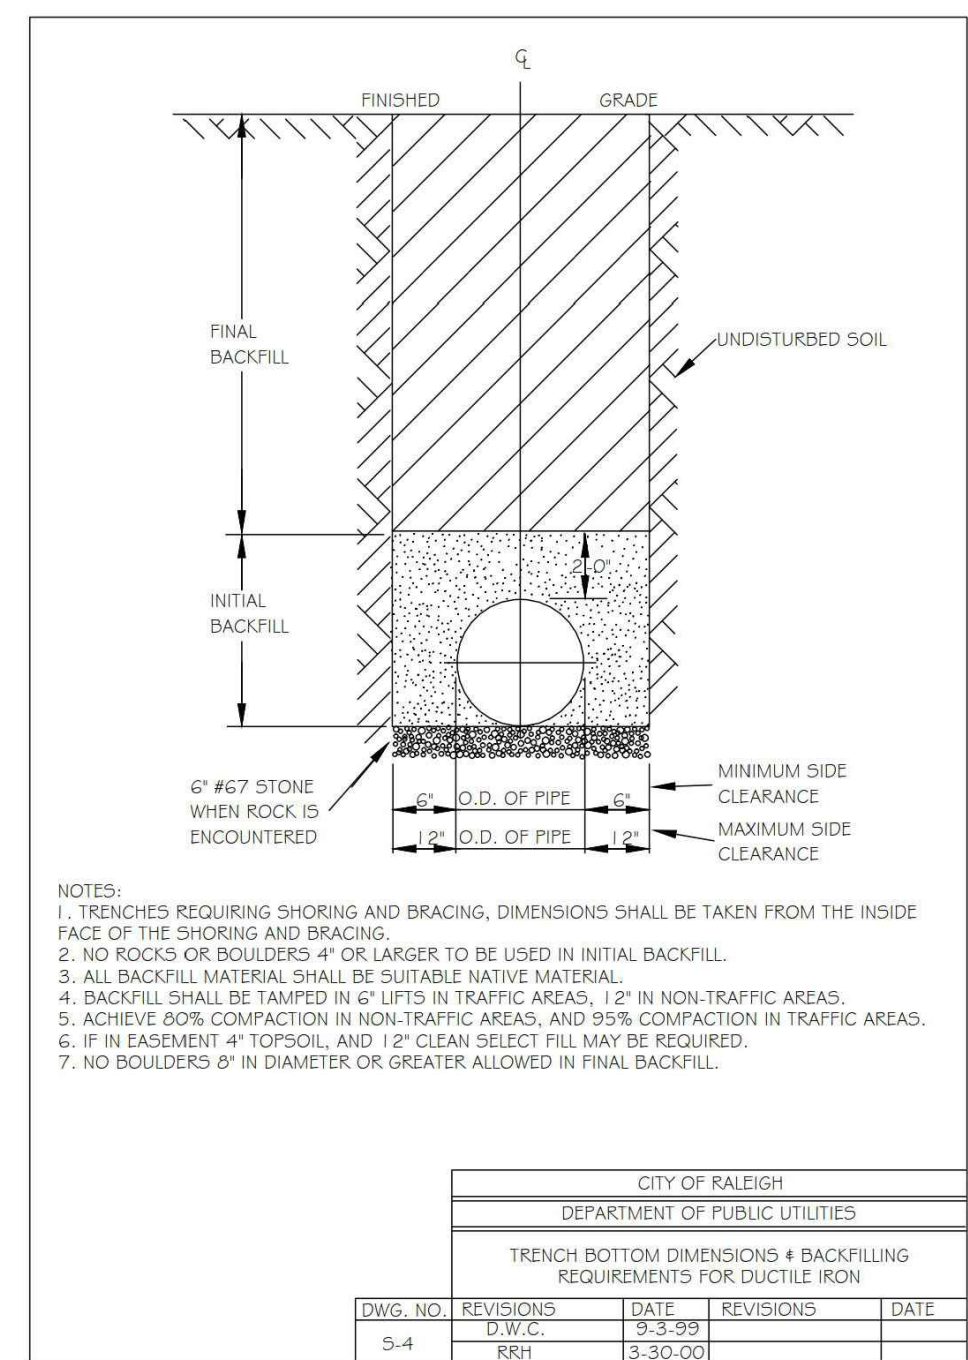 ℄
FINISHED GRADE
FINAL
BACKFILL
UNDISTURBED SOIL
2'-0"
INITIAL
BACKFILL
6" #67 STONE
WHEN ROCK IS
ENCOUNTERED
6" O.D. OF PIPE 6"
MINIMUM SIDE
CLEARANCE
12" O.D. OF PIPE 12"
MAXIMUM SIDE
CLEARANCE
NOTES:
1. TRENCHES REQUIRING SHORING AND BRACING, DIMENSIONS SHALL BE TAKEN FROM THE INSIDE
FACE OF THE SHORING AND BRACING.
2. NO ROCKS OR BOULDERS 4" OR LARGER TO BE USED IN INITIAL BACKFILL.
3. ALL BACKFILL MATERIAL SHALL BE SUITABLE NATIVE MATERIAL.
4. BACKFILL SHALL BE TAMPED IN 6" LIFTS IN TRAFFIC AREAS, 12" IN NON-TRAFFIC AREAS.
5. ACHIEVE 80% COMPACTION IN NON-TRAFFIC AREAS, AND 95% COMPACTION IN TRAFFIC AREAS.
6. IF IN EASEMENT 4" TOPSOIL, AND 12" CLEAN SELECT FILL MAY BE REQUIRED.
7. NO BOULDERS 8" IN DIAMETER OR GREATER ALLOWED IN FINAL BACKFILL.
CITY OF RALEIGH
DEPARTMENT OF PUBLIC UTILITIES
TRENCH BOTTOM DIMENSIONS & BACKFILLING
REQUIREMENTS FOR DUCTILE IRON
DWG. NO. REVISIONS DATE REVISIONS DATE
S-4
D.W.C. 9-3-99
RRH 3-30-00